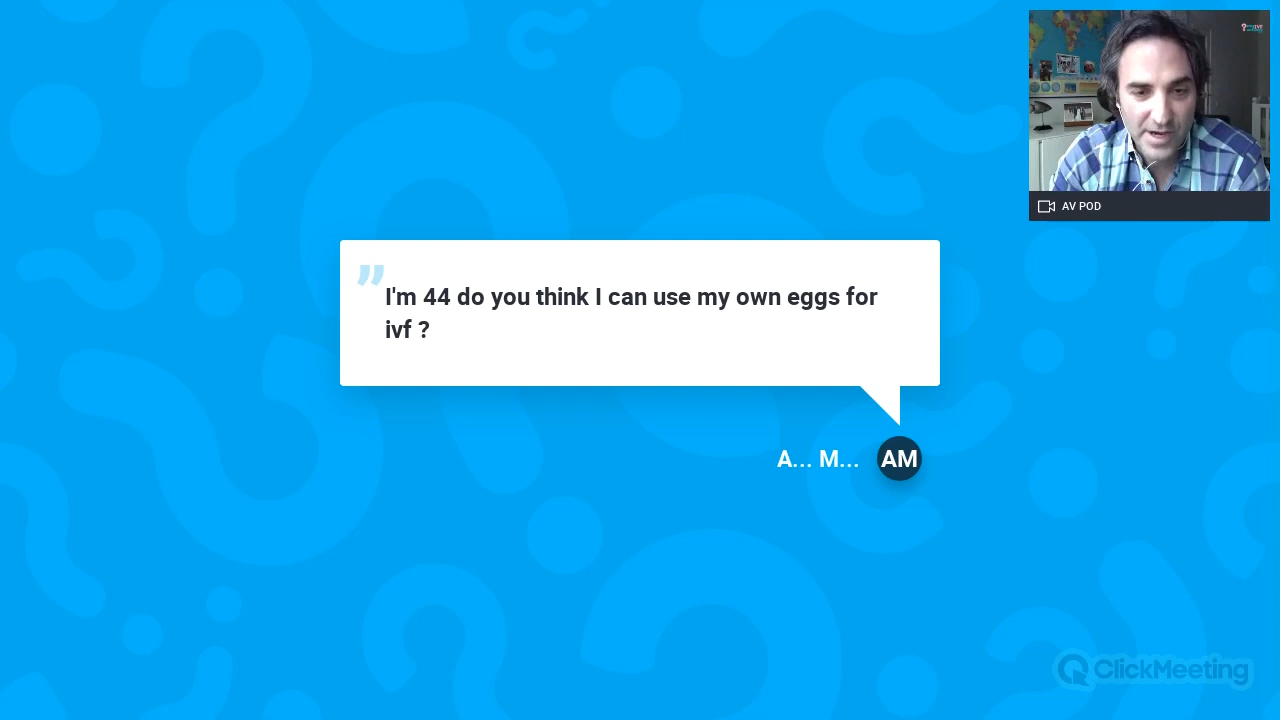 AV POD
"
I'm 44 do you think I can use my own eggs for
ivf ?
A... M...
AM
ClickMeeting